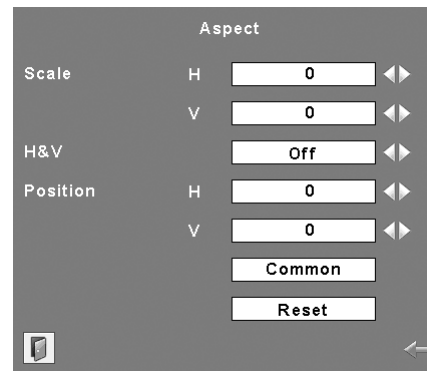 Aspect
Scale H 0
V 0
H&V Off
Position H 0
V 0
Common
Reset